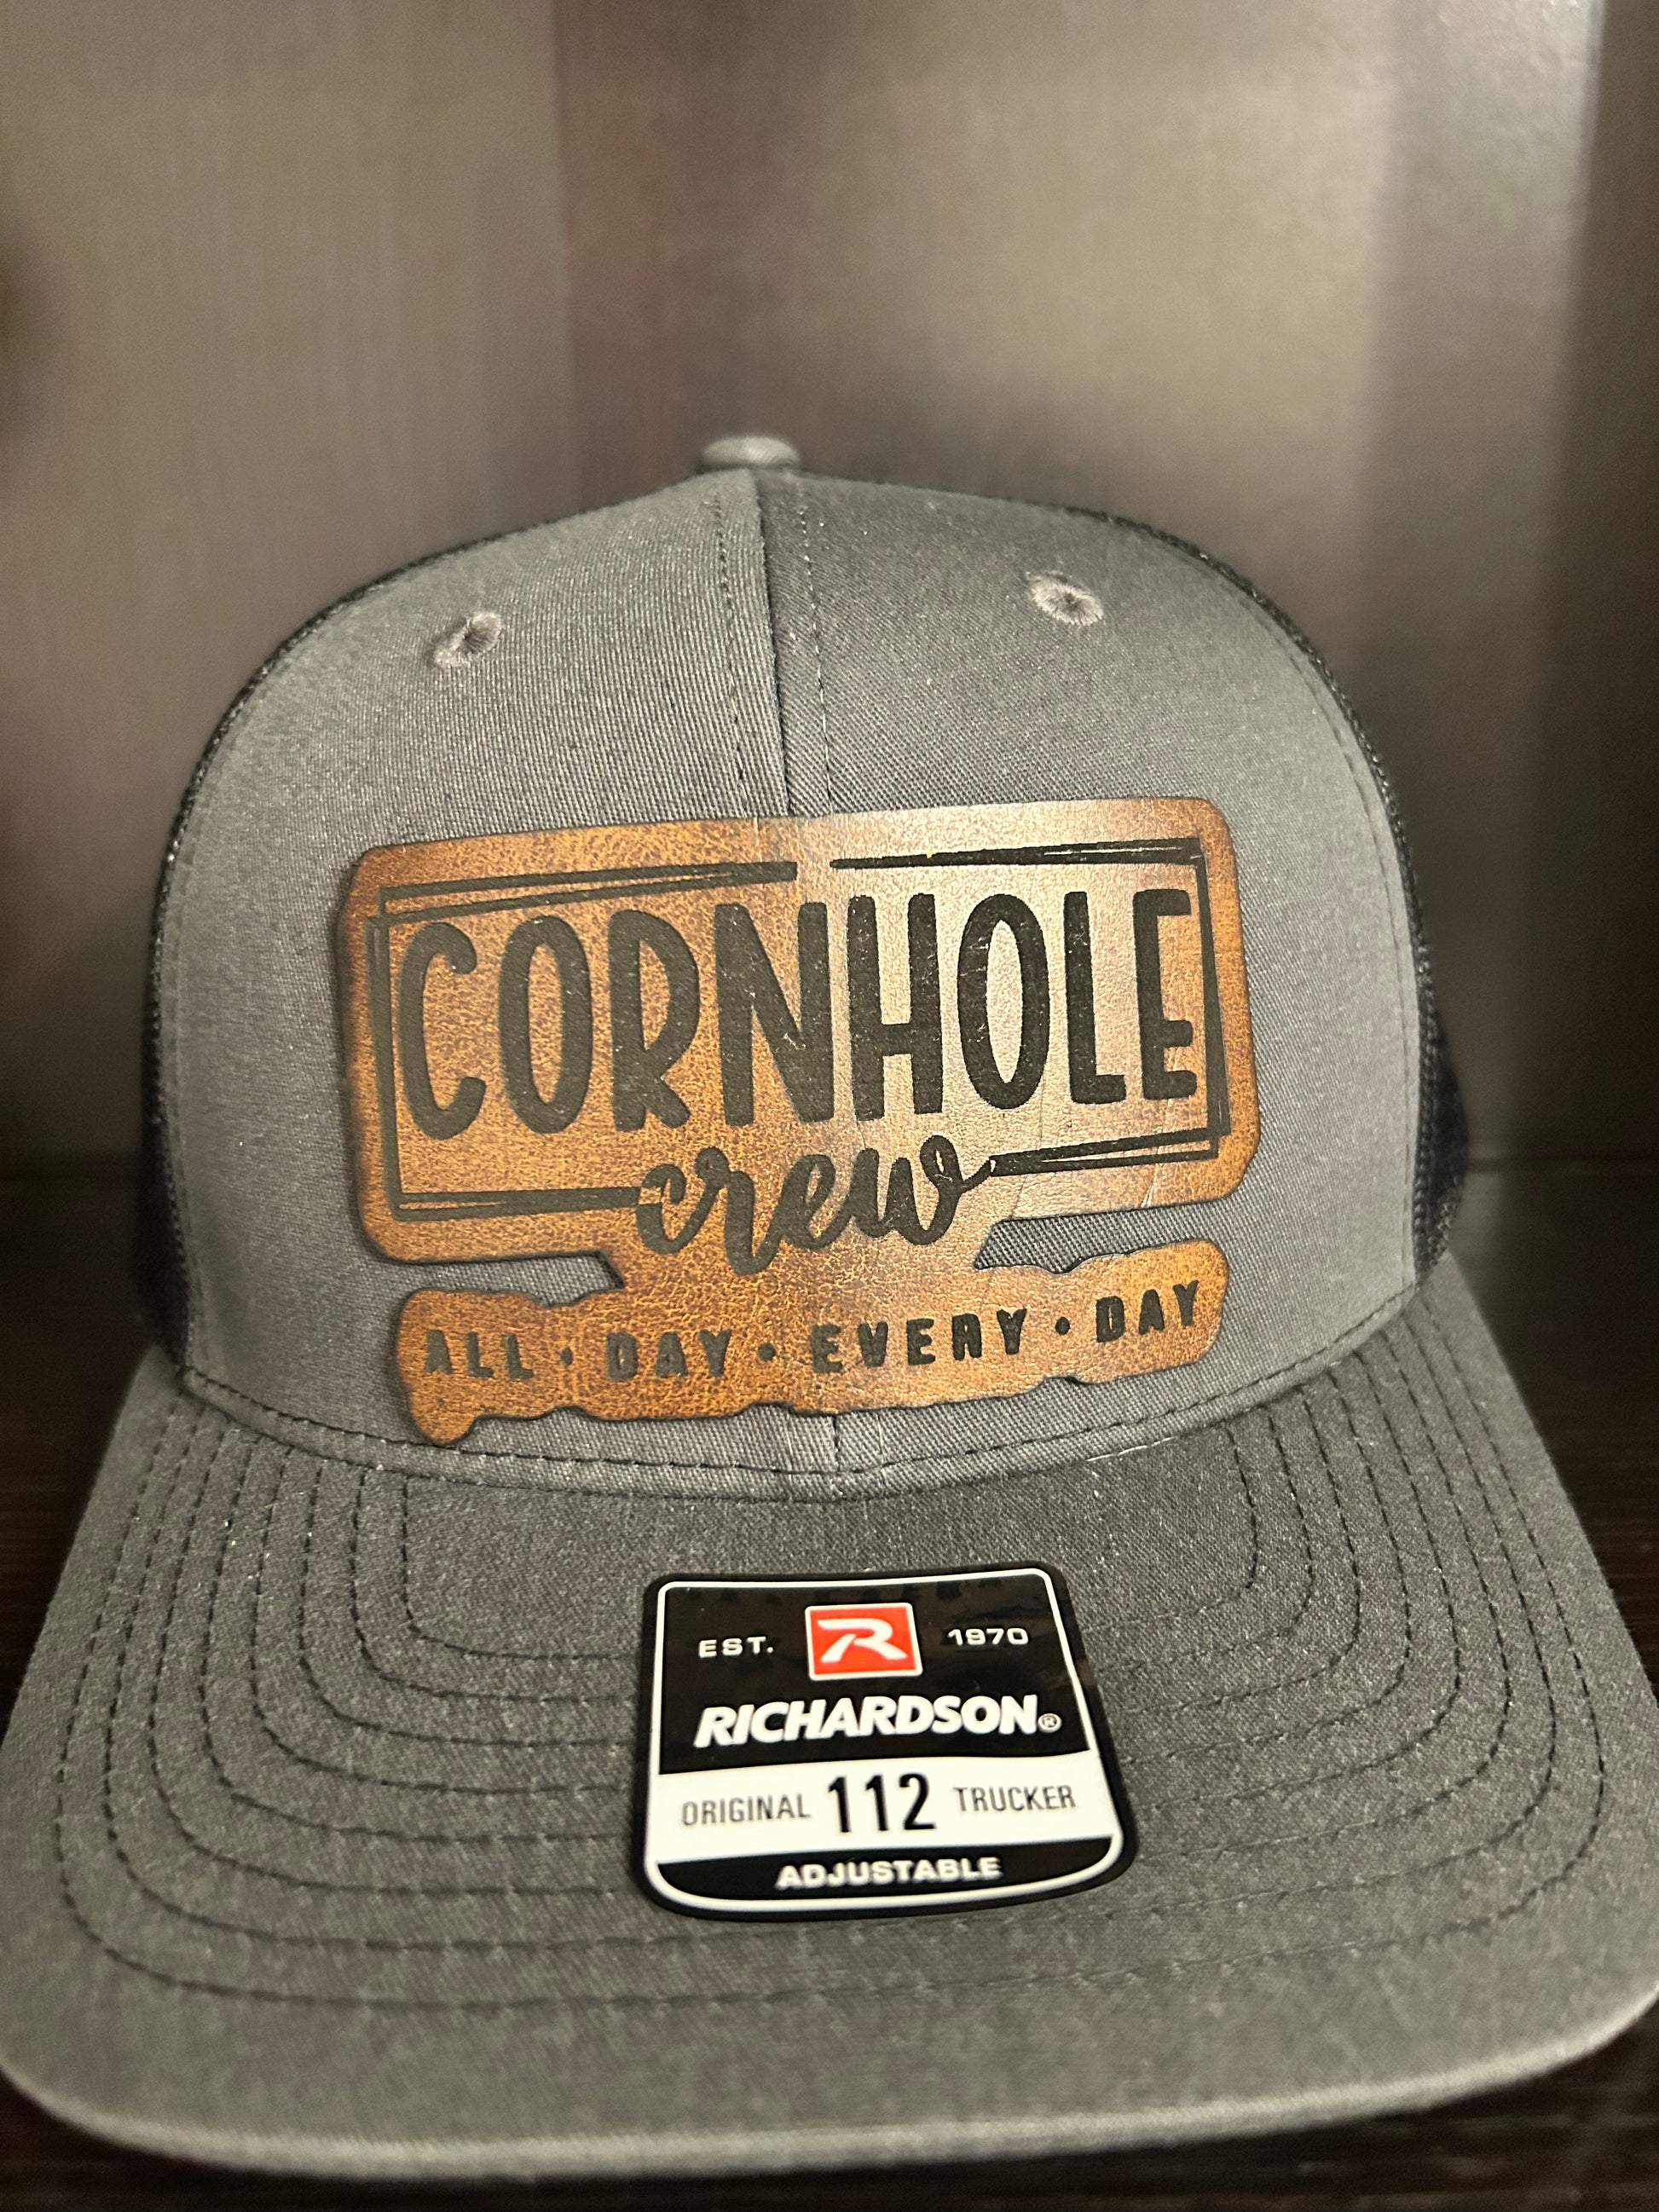 CORNHOLE
crew
ALL • DAY • EVERY • DAY
EST. R 1970
RICHARDSON®
ORIGINAL 112 TRUCKER
ADJUSTABLE